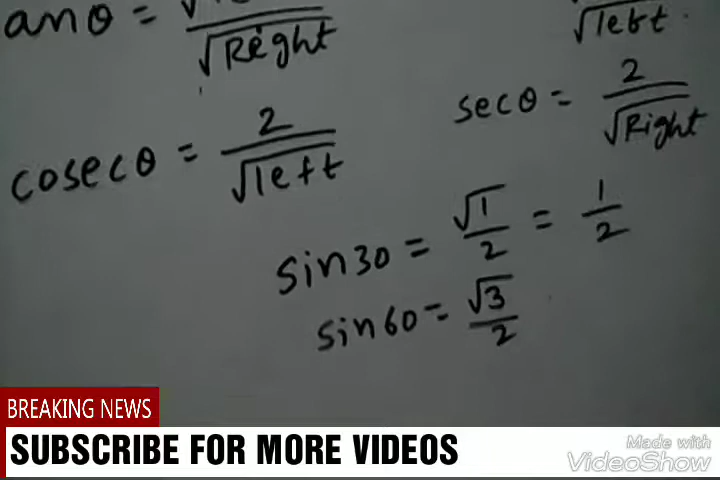 anθ = √ / √Right
√left.
secθ = 2/√Right
cosecθ = 2/√left
sin30 = √1/2 = 1/2
sin60 = √3/2
BREAKING NEWS
SUBSCRIBE FOR MORE VIDEOS
Made with
VideoShow